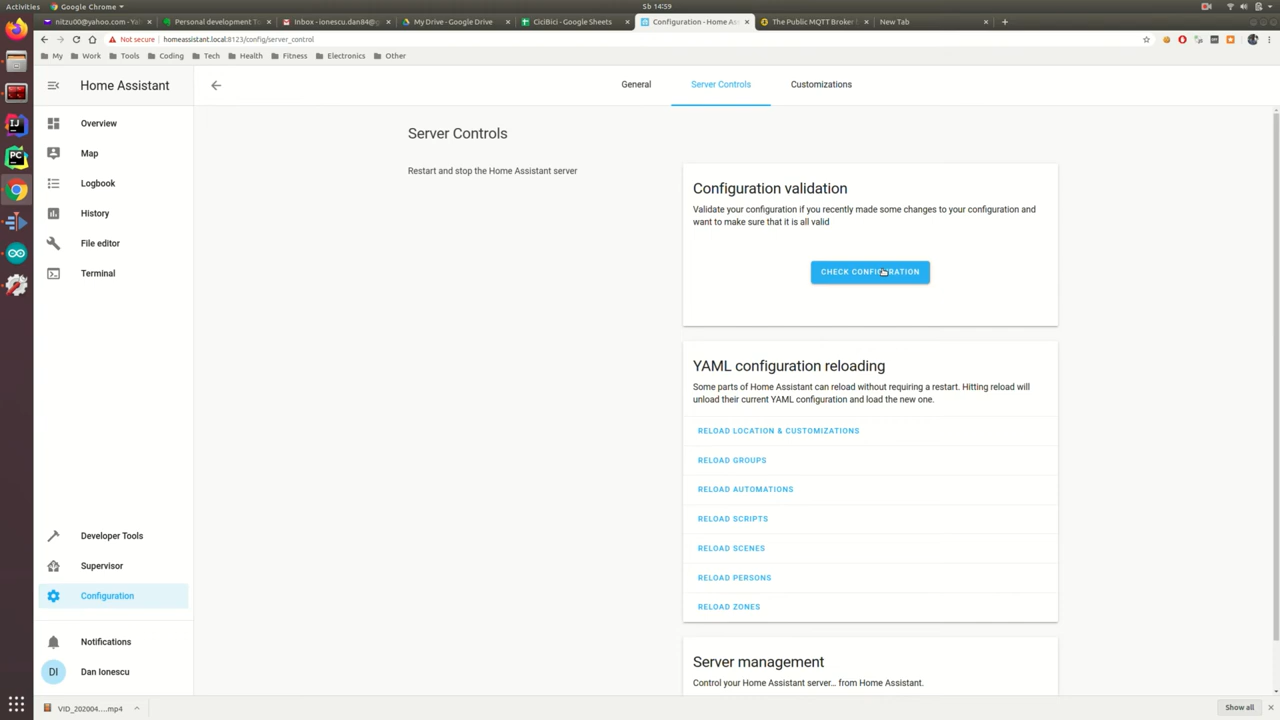 Activities
Google Chrome
Sb 14:59
nitzu00@yahoo.com
Personal development T
Inbox - ionescu.dan84@g
My Drive - Google Drive
CiciBici - Google Sheets
Configuration - Home As
The Public MQTT Broker
New Tab
Not secure
homeassistant.local:8123/config/server_control
My
Work
Tools
Coding
Tech
Health
Fitness
Electronics
Other
Home Assistant
General
Server Controls
Customizations
Overview
Map
Logbook
History
File editor
Terminal
Developer Tools
Supervisor
Configuration
Notifications
DI
Dan Ionescu
Server Controls
Restart and stop the Home Assistant server
Configuration validation
Validate your configuration if you recently made some changes to your configuration and
want to make sure that it is all valid
CHECK CONFIGURATION
YAML configuration reloading
Some parts of Home Assistant can reload without requiring a restart. Hitting reload will
unload their current YAML configuration and load the new one.
RELOAD LOCATION & CUSTOMIZATIONS
RELOAD GROUPS
RELOAD AUTOMATIONS
RELOAD SCRIPTS
RELOAD SCENES
RELOAD PERSONS
RELOAD ZONES
Server management
Control your Home Assistant server... from Home Assistant.
VID_202004....mp4
Show all